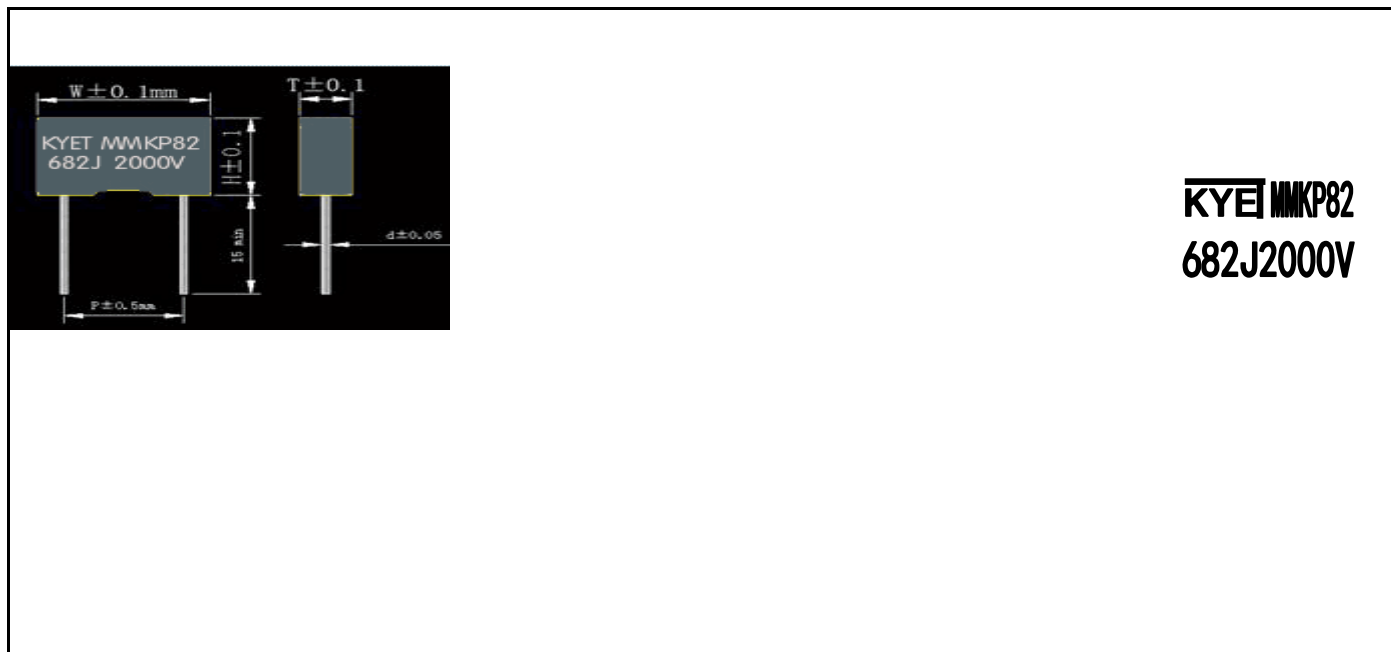 W±0.1mm
T±0.1
KYET MMKP82
682J 2000V
H±0.1
15 min
d±0.05
P±0.5mm
KYET MMKP82
682J2000V